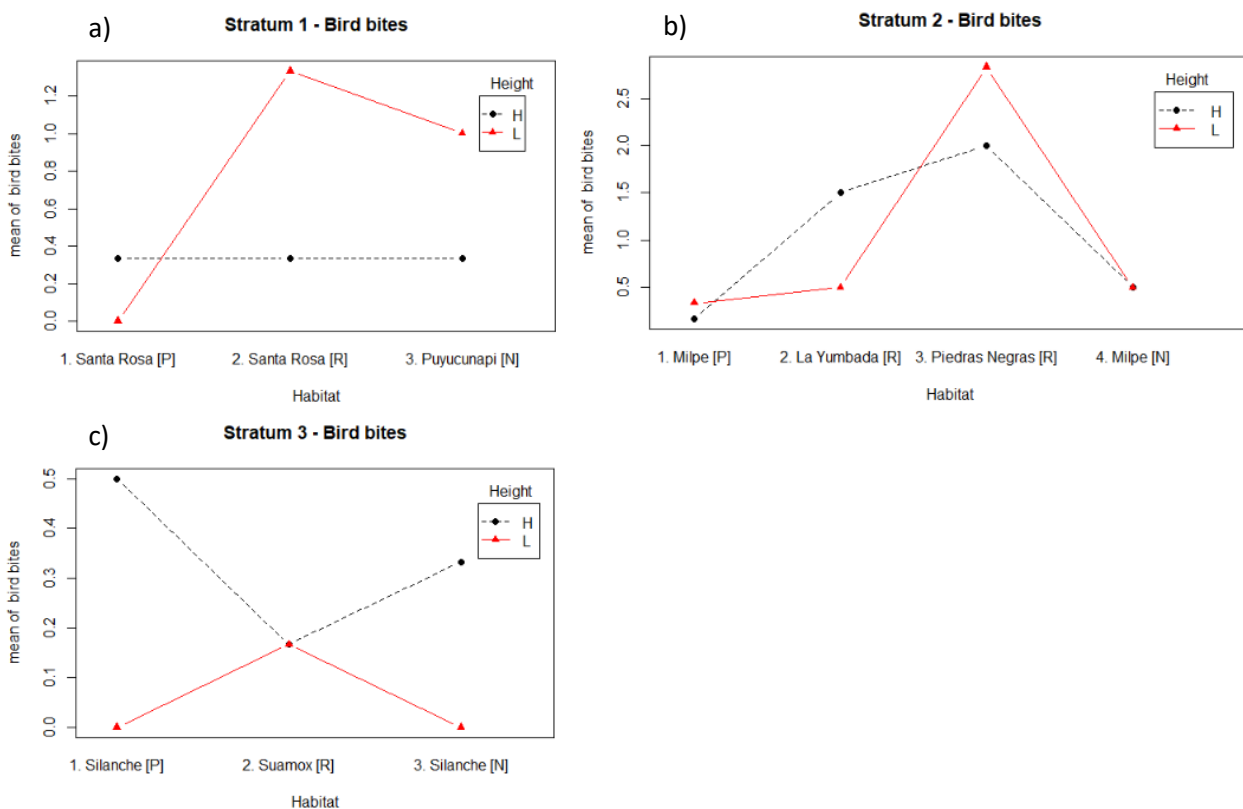 a)
Stratum 1 - Bird bites
mean of bird bites
0.0 0.2 0.4 0.6 0.8 1.0 1.2
Height
H
L
1. Santa Rosa [P] 2. Santa Rosa [R] 3. Puyucunapi [N]
Habitat
b)
Stratum 2 - Bird bites
mean of bird bites
0.5 1.0 1.5 2.0 2.5
Height
H
L
1. Milpe [P] 2. La Yumbada [R] 3. Piedras Negras [R] 4. Milpe [N]
Habitat
c)
Stratum 3 - Bird bites
mean of bird bites
0.0 0.1 0.2 0.3 0.4 0.5
Height
H
L
1. Silanche [P] 2. Suamox [R] 3. Silanche [N]
Habitat